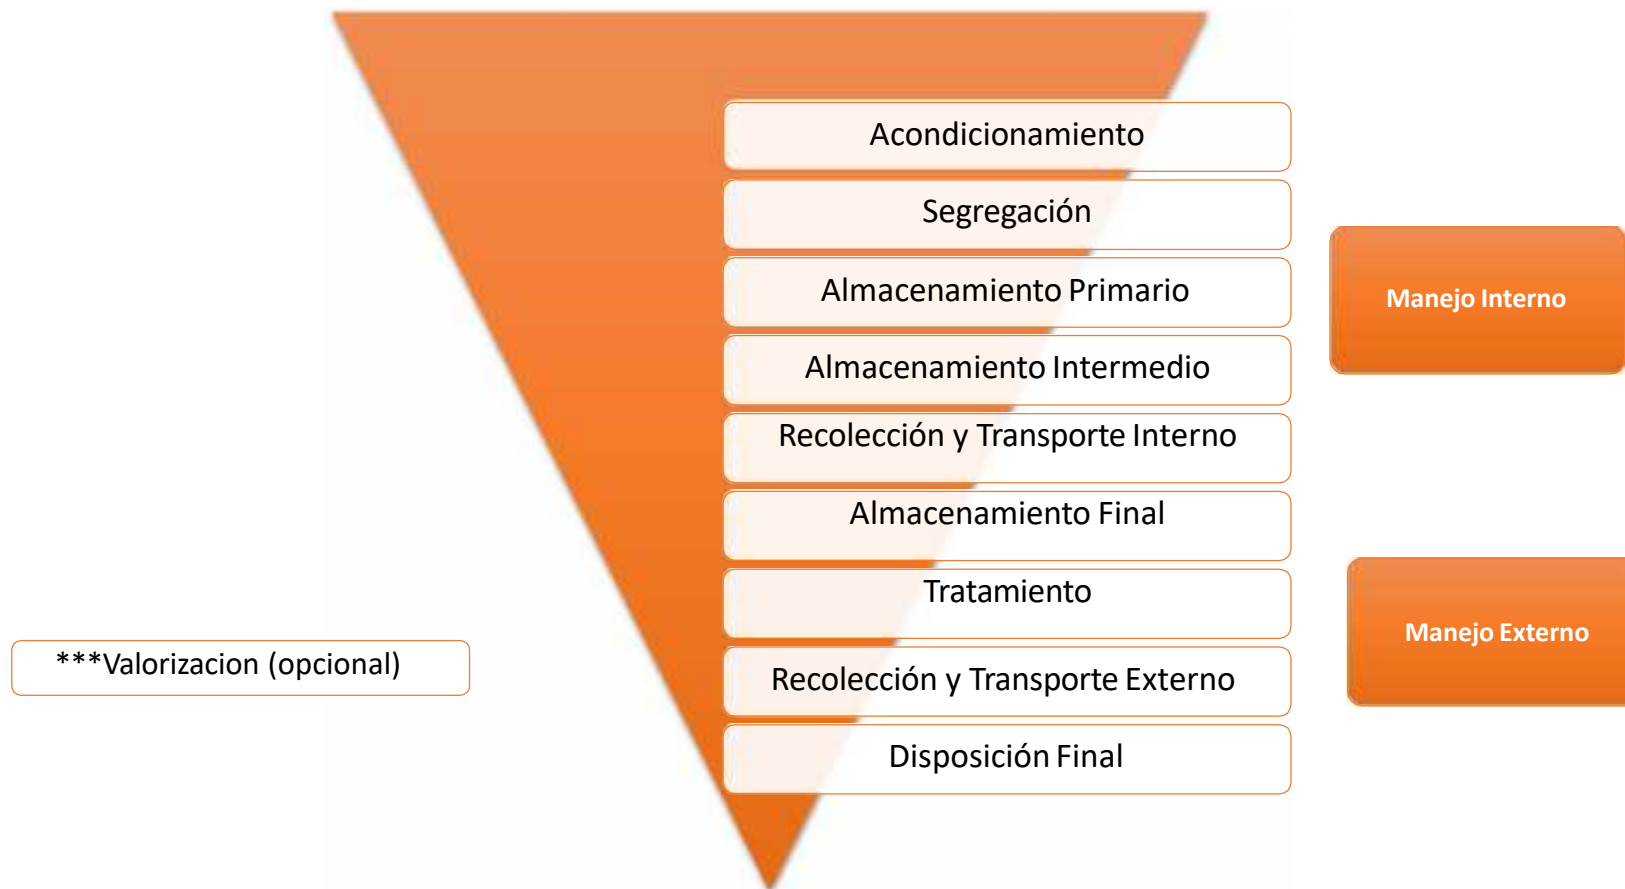 Acondicionamiento
Segregación
Almacenamiento Primario
Almacenamiento Intermedio
Recolección y Transporte Interno
Almacenamiento Final
Tratamiento
Recolección y Transporte Externo
Disposición Final
Manejo Interno
Manejo Externo
***Valorizacion (opcional)